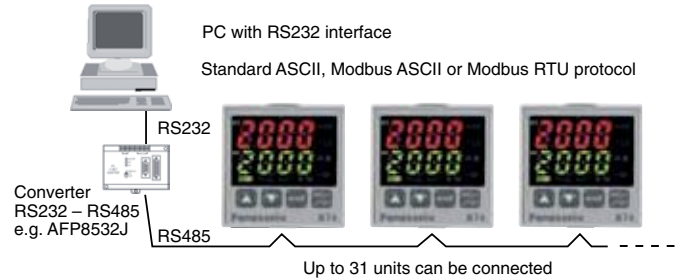 PC with RS232 interface
Standard ASCII, Modbus ASCII or Modbus RTU protocol
RS232
2000 2000 2000
2000 2000 2000
Converter
RS232 – RS485
e.g. AFP8532J
Panasonic Panasonic Panasonic
RS485
Up to 31 units can be connected